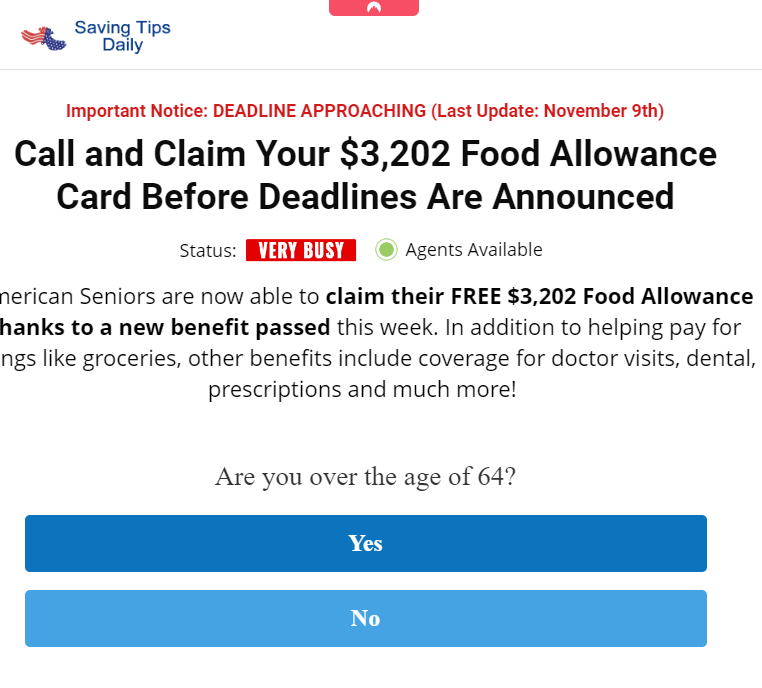 Saving Tips
Daily
Important Notice: DEADLINE APPROACHING (Last Update: November 9th)
Call and Claim Your $3,202 Food Allowance
Card Before Deadlines Are Announced
Status: VERY BUSY Agents Available
merican Seniors are now able to claim their FREE $3,202 Food Allowance
hanks to a new benefit passed this week. In addition to helping pay for
ngs like groceries, other benefits include coverage for doctor visits, dental,
prescriptions and much more!
Are you over the age of 64?
Yes
No